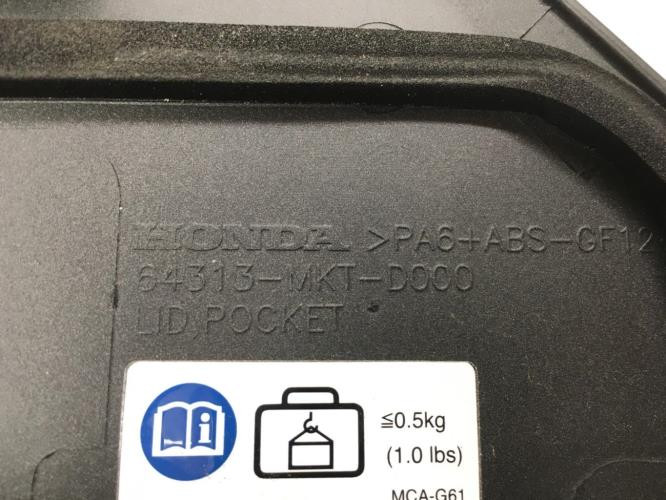 HONDA >PA6+ABS-GF12
64313-MKT-D000
LID,POCKET
i
≦0.5kg
(1.0 lbs)
MCA-G61